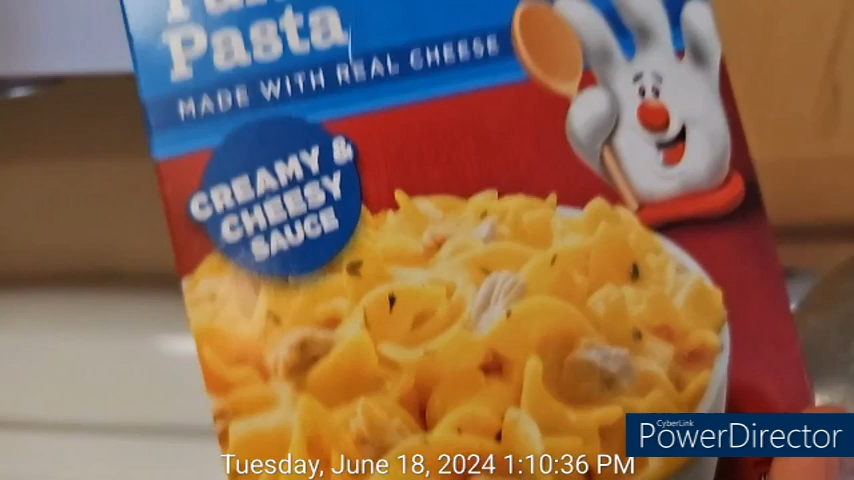 Pasta
MADE WITH REAL CHEESE
CREAMY &
CHEESY
SAUCE
CyberLink
PowerDirector
Tuesday, June 18, 2024 1:10:36 PM